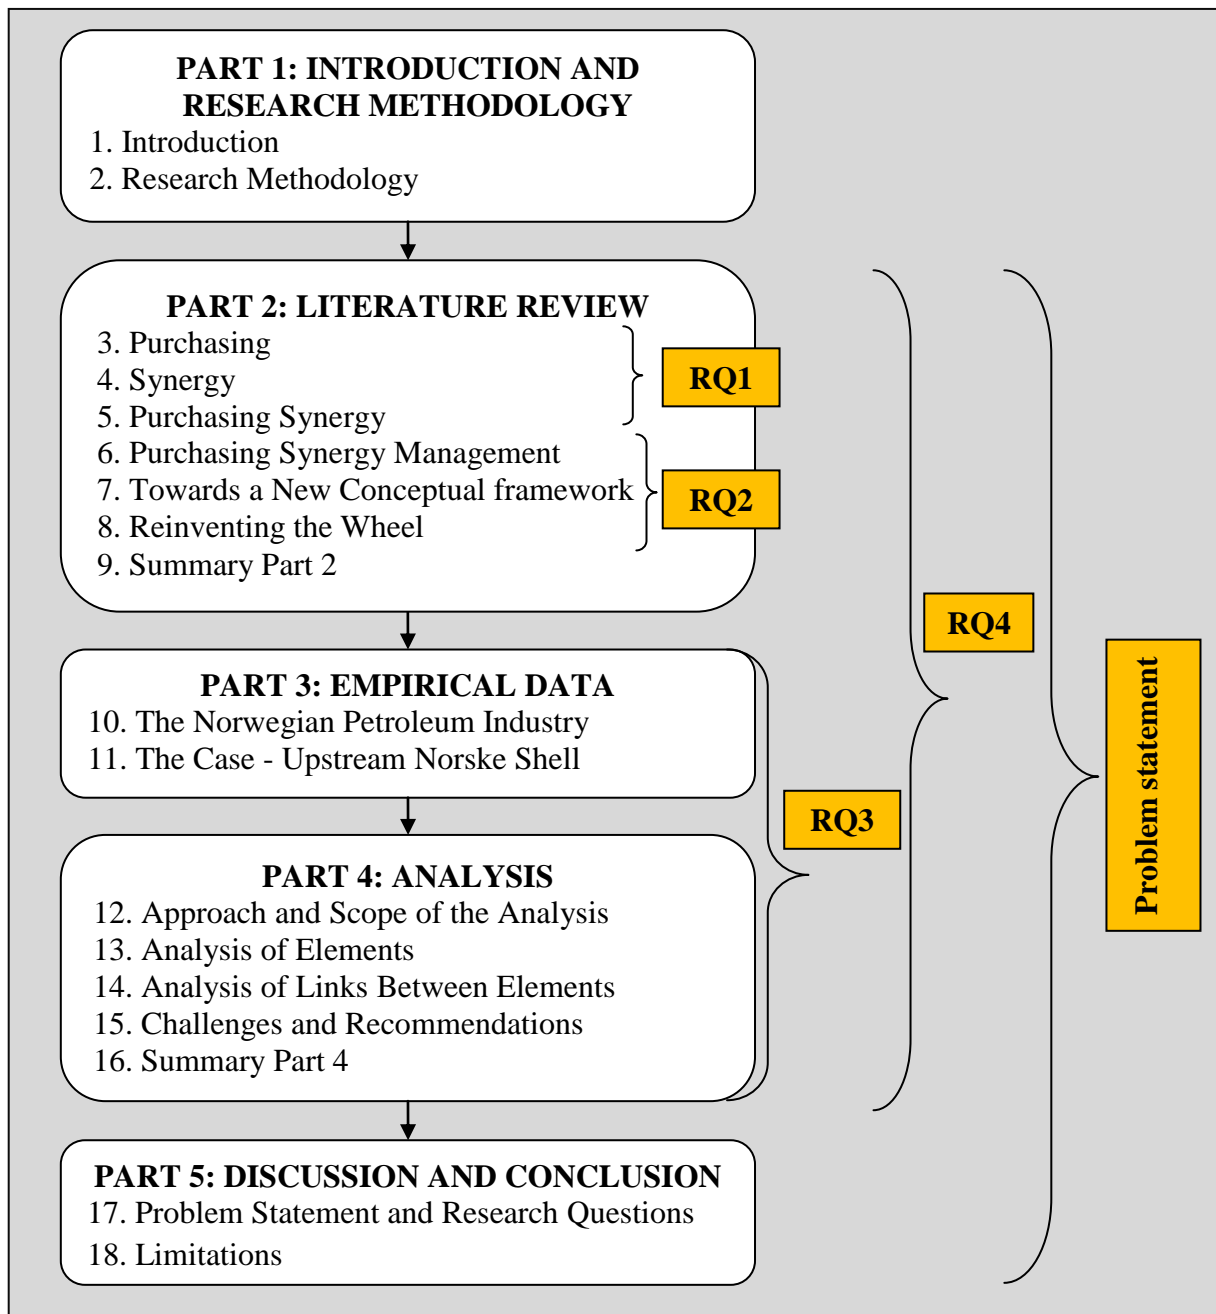 PART 1: INTRODUCTION AND
RESEARCH METHODOLOGY
1. Introduction
2. Research Methodology
PART 2: LITERATURE REVIEW
3. Purchasing
4. Synergy
5. Purchasing Synergy
RQ1
6. Purchasing Synergy Management
7. Towards a New Conceptual framework
8. Reinventing the Wheel
RQ2
9. Summary Part 2
PART 3: EMPIRICAL DATA
10. The Norwegian Petroleum Industry
11. The Case - Upstream Norske Shell
PART 4: ANALYSIS
12. Approach and Scope of the Analysis
13. Analysis of Elements
14. Analysis of Links Between Elements
15. Challenges and Recommendations
16. Summary Part 4
RQ3
RQ4
Problem statement
PART 5: DISCUSSION AND CONCLUSION
17. Problem Statement and Research Questions
18. Limitations